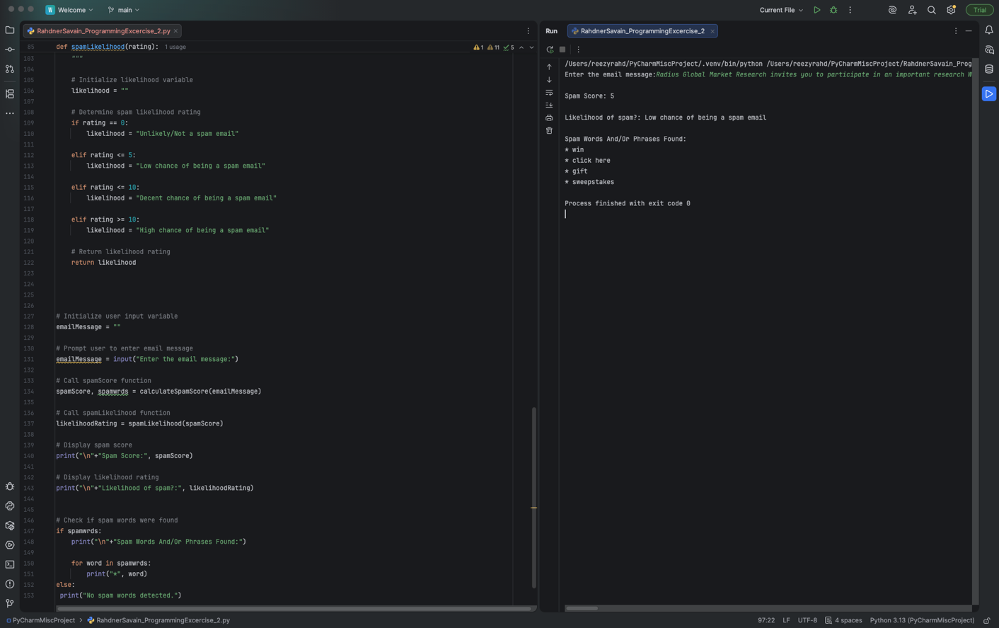 W Welcome
main
Current File
Trial
RahdnerSavain_ProgrammingExcercise_2.py
85 def spamLikelihood(rating): 1 usage
1 11 5
103 """
104
105 # Initialize likelihood variable
106 likelihood = ""
107
108 # Determine spam likelihood rating
109 if rating == 0:
110 likelihood = "Unlikely/Not a spam email"
111
112 elif rating <= 5:
113 likelihood = "Low chance of being a spam email"
114
115 elif rating <= 10:
116 likelihood = "Decent chance of being a spam email"
117
118 elif rating >= 10:
119 likelihood = "High chance of being a spam email"
120
121 # Return likelihood rating
122 return likelihood
123
124
125
126
127 # Initialize user input variable
128 emailMessage = ""
129
130 # Prompt user to enter email message
131 emailMessage = input("Enter the email message:")
132
133 # Call spamScore function
134 spamScore, spamwrds = calculateSpamScore(emailMessage)
135
136 # Call spamLikelihood function
137 likelihoodRating = spamLikelihood(spamScore)
138
139 # Display spam score
140 print("\n"+"Spam Score:", spamScore)
141
142 # Display likelihood rating
143 print("\n"+"Likelihood of spam?:", likelihoodRating)
144
145
146 # Check if spam words were found
147 if spamwrds:
148 print("\n"+"Spam Words And/Or Phrases Found:")
149
150 for word in spamwrds:
151 print("*", word)
152 else:
153 print("No spam words detected.")
Run
RahdnerSavain_ProgrammingExcercise_2
/Users/reezyrahd/PyCharmMiscProject/.venv/bin/python /Users/reezyrahd/PyCharmMiscProject/RahdnerSavain_Prog
Enter the email message:Radius Global Market Research invites you to participate in an important research W
Spam Score: 5
Likelihood of spam?: Low chance of being a spam email
Spam Words And/Or Phrases Found:
* win
* click here
* gift
* sweepstakes
Process finished with exit code 0
PyCharmMiscProject
RahdnerSavain_ProgrammingExcercise_2.py
97:22
LF
UTF-8
4 spaces
Python 3.13 (PyCharmMiscProject)